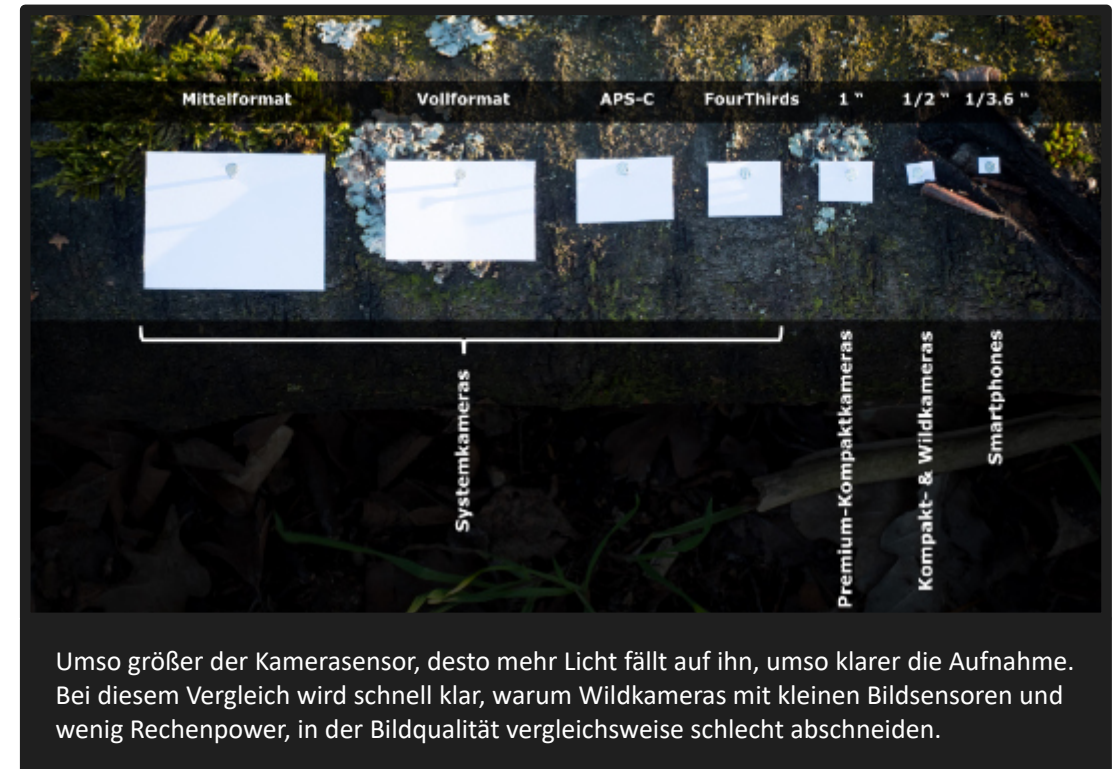 Mittelformat Vollformat APS-C FourThirds 1 " 1/2 " 1/3.6 "
Systemkameras
Premium-Kompaktkameras
Kompakt- & Wildkameras
Smartphones
Umso größer der Kamerasensor, desto mehr Licht fällt auf ihn, umso klarer die Aufnahme.
Bei diesem Vergleich wird schnell klar, warum Wildkameras mit kleinen Bildsensoren und
wenig Rechenpower, in der Bildqualität vergleichsweise schlecht abschneiden.